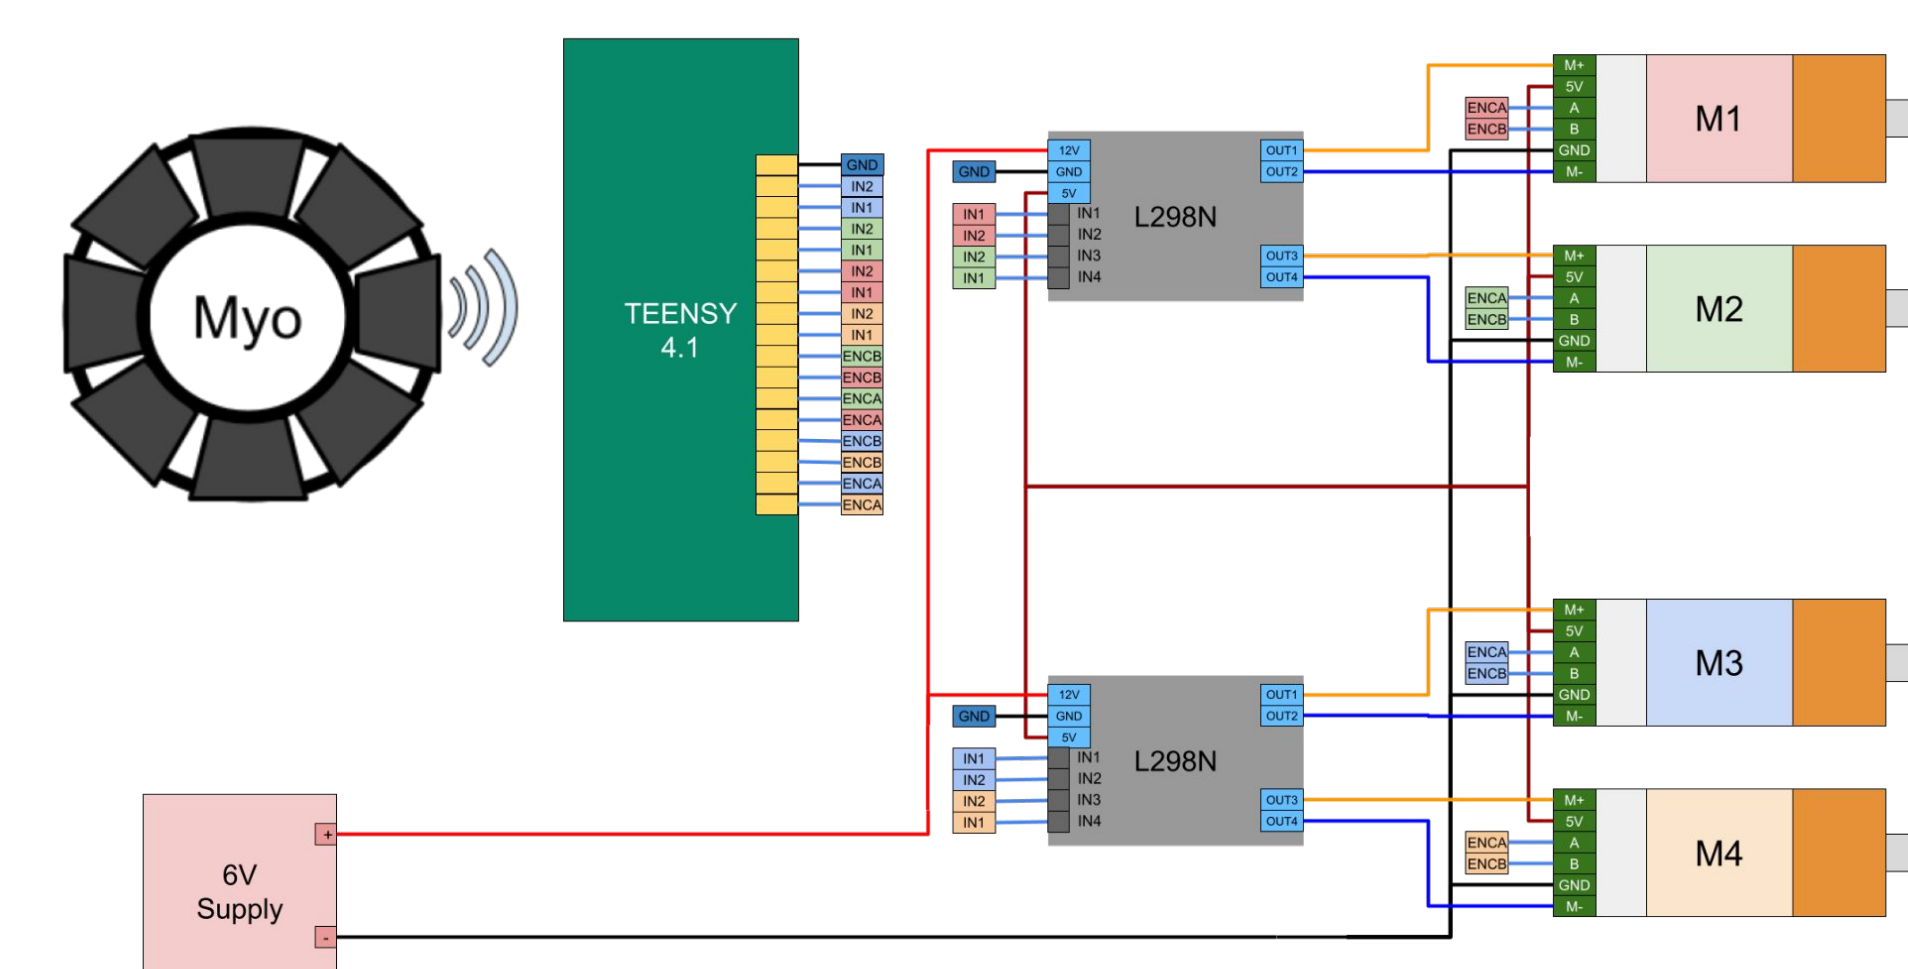 Myo
TEENSY
4.1
GND
IN2
IN1
IN2
IN1
IN2
IN1
IN2
IN1
ENCB
ENCB
ENCA
ENCA
ENCB
ENCB
ENCA
ENCA
6V
Supply
+
-
GND
IN1
IN2
IN2
IN1
12V
GND
5V
IN1
IN2
IN3
IN4
L298N
OUT1
OUT2
OUT3
OUT4
GND
IN1
IN2
IN2
IN1
12V
GND
5V
IN1
IN2
IN3
IN4
L298N
OUT1
OUT2
OUT3
OUT4
ENCA
ENCB
M+
5V
A
B
GND
M-
M1
ENCA
ENCB
M+
5V
A
B
GND
M-
M2
ENCA
ENCB
M+
5V
A
B
GND
M-
M3
ENCA
ENCB
M+
5V
A
B
GND
M-
M4